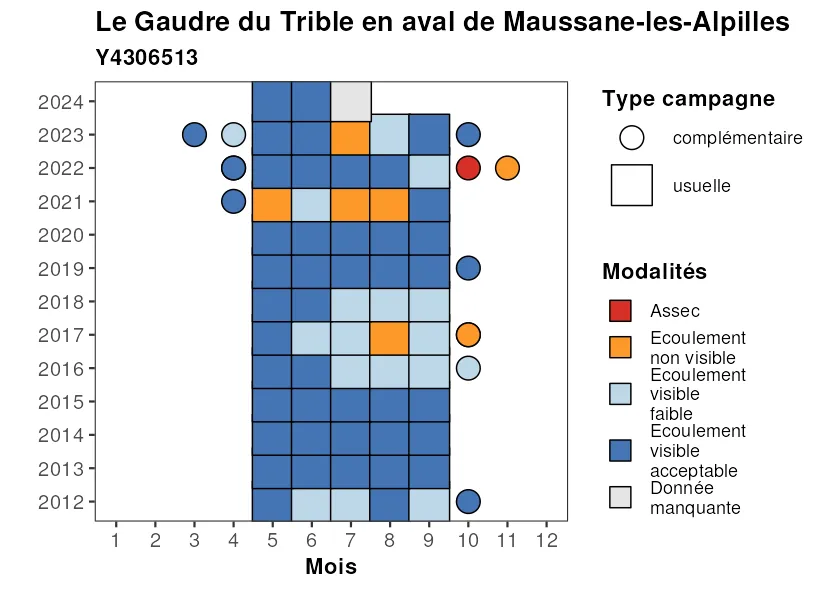 Le Gaudre du Trible en aval de Maussane-les-Alpilles
Y4306513
2024
2023
2022
2021
2020
2019
2018
2017
2016
2015
2014
2013
2012
1 2 3 4 5 6 7 8 9 10 11 12
Mois
Type campagne
complémentaire
usuelle
Modalités
Assec
Ecoulement
non visible
Ecoulement
visible
faible
Ecoulement
visible
acceptable
Donnée
manquante